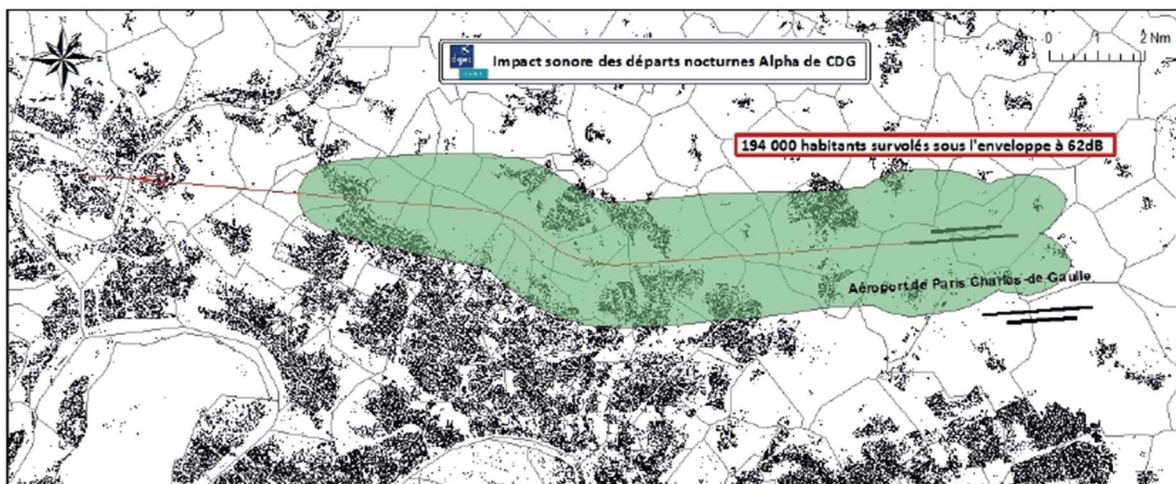 0 1 2 Nm
dgac
Impact sonore des départs nocturnes Alpha de CDG
194 000 habitants survolés sous l'enveloppe à 62dB
Aéroport de Paris Charles-de Gaulle